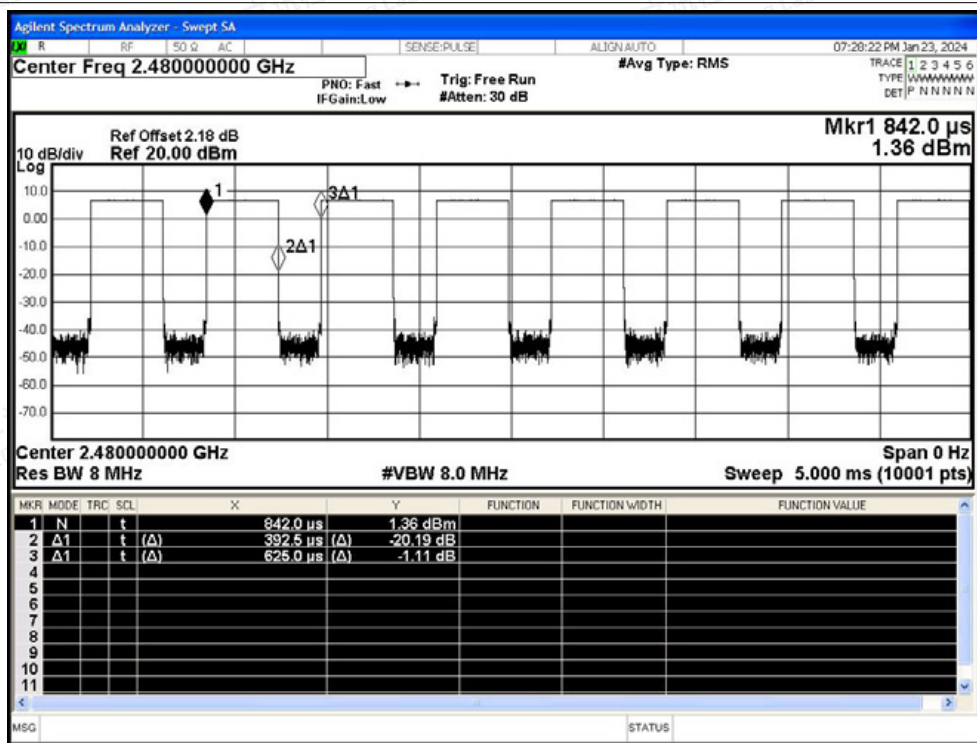 Agilent Spectrum Analyzer - Swept SA
R RF 50 Ω AC SENSE:PULSE ALIGN AUTO 07:28:22 PM Jan 23, 2024
Center Freq 2.480000000 GHz
PNO: Fast
IFGain:Low
Trig: Free Run
#Atten: 30 dB
#Avg Type: RMS
TRACE 1 2 3 4 5 6
TYPE WWWWWW
DET P N N N N N
Mkr1 842.0 µs
1.36 dBm
Ref Offset 2.18 dB
10 dB/div Ref 20.00 dBm
Log
10.0
0.00
-10.0
-20.0
-30.0
-40.0
-50.0
-60.0
-70.0
1
2Δ1
3Δ1
Center 2.480000000 GHz Span 0 Hz
Res BW 8 MHz #VBW 8.0 MHz Sweep 5.000 ms (10001 pts)
MKR MODE TRC SCL X Y FUNCTION FUNCTION WIDTH FUNCTION VALUE
1 N t 842.0 µs 1.36 dBm
2 Δ1 t (Δ) 392.5 µs (Δ) -20.19 dB
3 Δ1 t (Δ) 625.0 µs (Δ) -1.11 dB
4
5
6
7
8
9
10
11
MSG STATUS